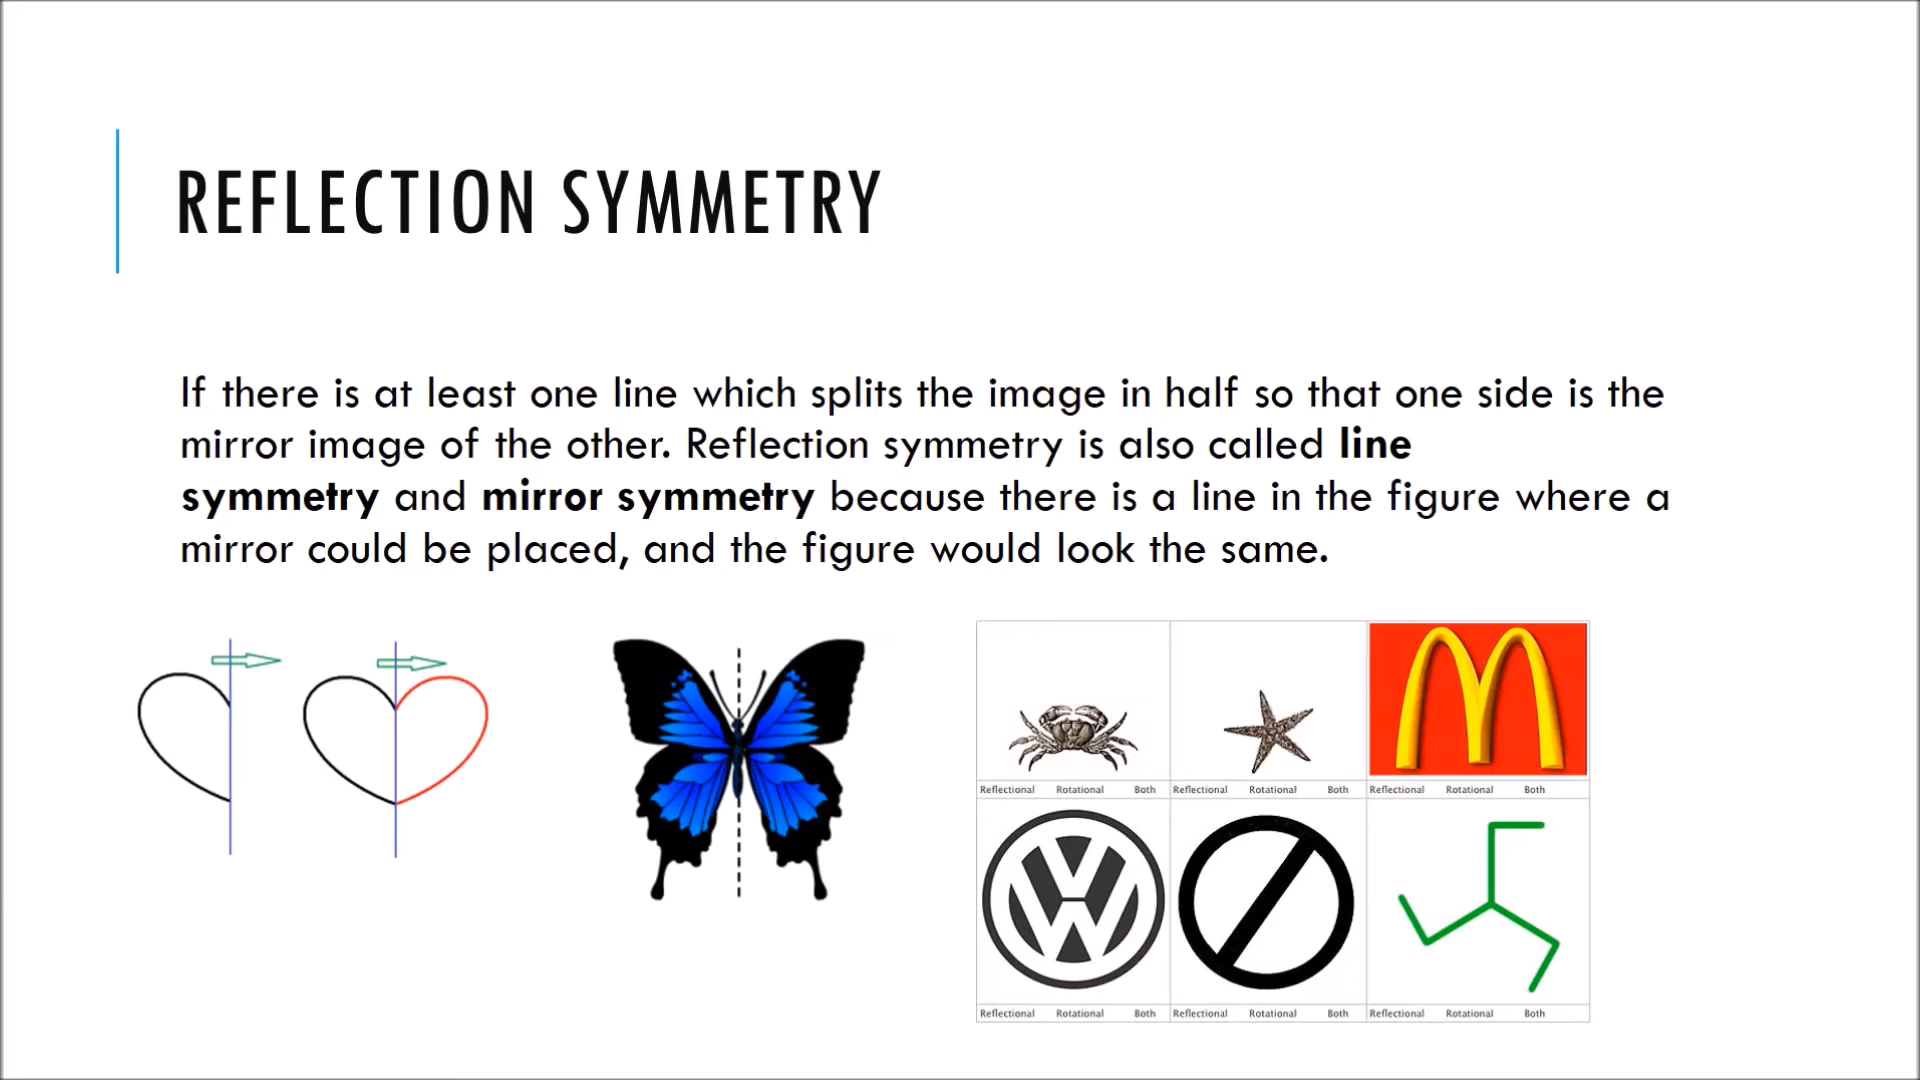 REFLECTION SYMMETRY
If there is at least one line which splits the image in half so that one side is the
mirror image of the other. Reflection symmetry is also called line
symmetry and mirror symmetry because there is a line in the figure where a
mirror could be placed, and the figure would look the same.
Reflectional Rotational Both Reflectional Rotational Both Reflectional Rotational Both
Reflectional Rotational Both Reflectional Rotational Both Reflectional Rotational Both